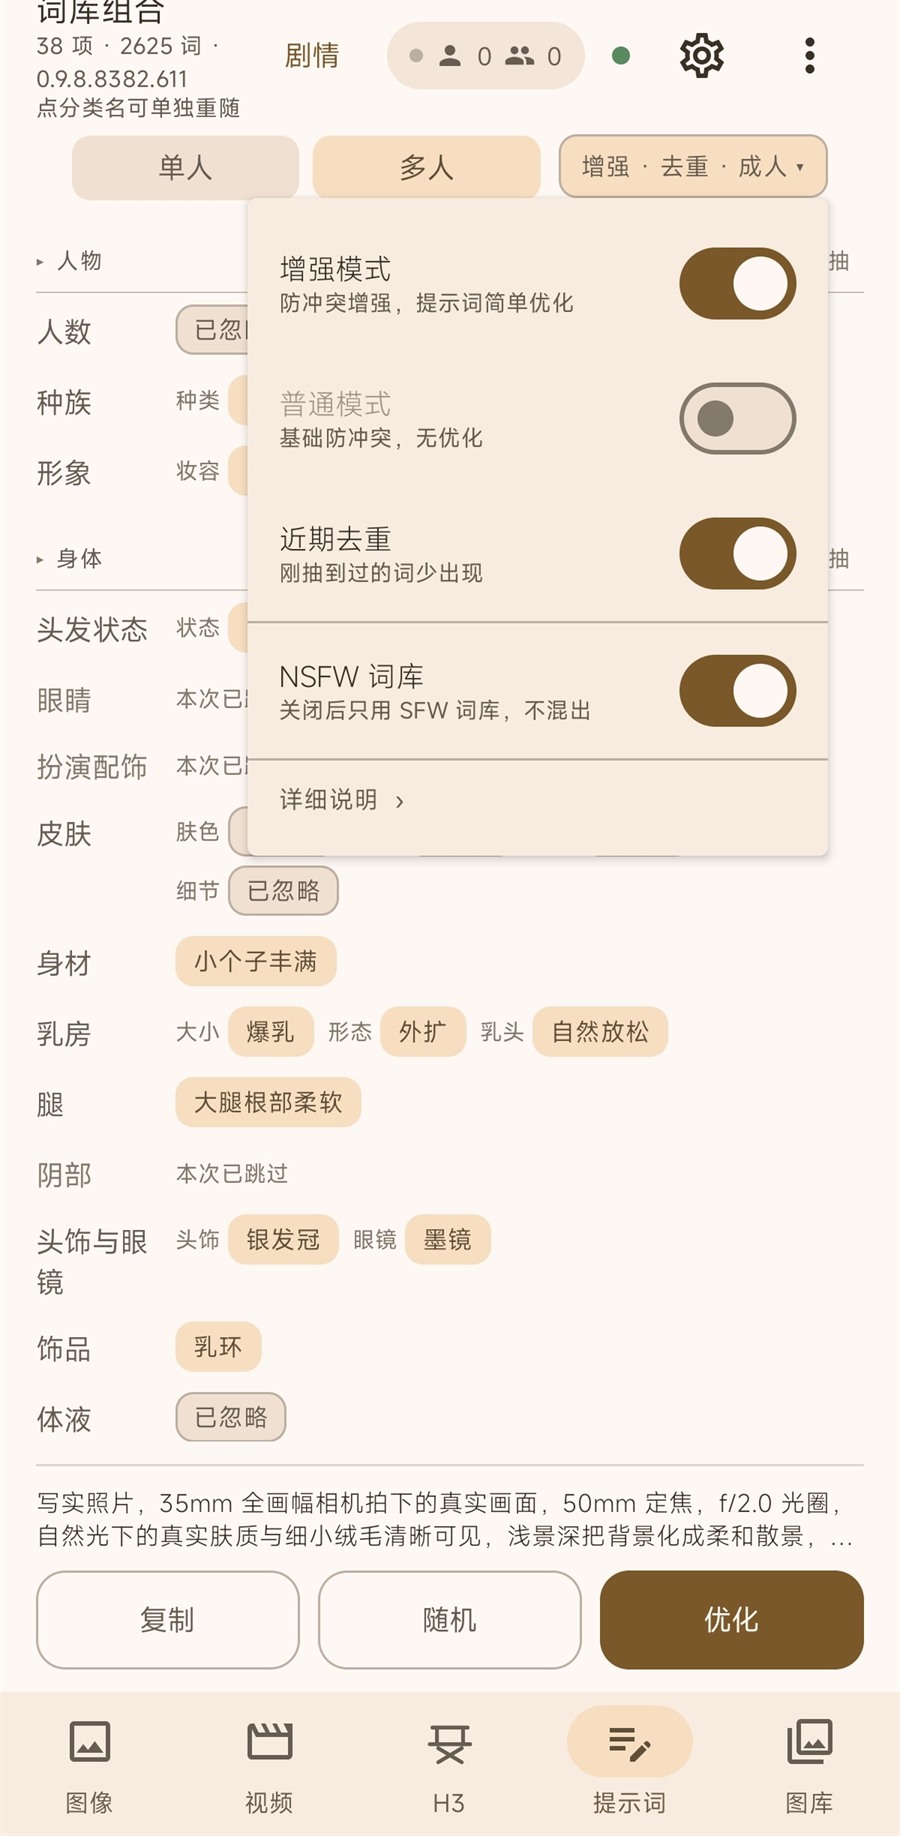 词库组合
38 项 · 2625 词 ·
0.9.8.8382.611
点分类名可单独重随
剧情
0 0
单人 多人 增强 · 去重 · 成人 ▾
▸ 人物 抽
增强模式
防冲突增强，提示词简单优化
人数
种族 种类
普通模式
基础防冲突，无优化
形象 妆容
近期去重
刚抽到过的词少出现
▸ 身体 抽
头发状态 状态
NSFW 词库
关闭后只用 SFW 词库，不混出
眼睛 本次已
扮演配饰 本次已
详细说明 ›
皮肤 肤色
细节 已忽略
身材 小个子丰满
乳房 大小 爆乳 形态 外扩 乳头 自然放松
腿 大腿根部柔软
阴部 本次已跳过
头饰与眼镜 头饰 银发冠 眼镜 墨镜
饰品 乳环
体液 已忽略
写实照片，35mm 全画幅相机拍下的真实画面，50mm 定焦，f/2.0 光圈，
自然光下的真实肤质与细小绒毛清晰可见，浅景深把背景化成柔和散景，...
复制 随机 优化
图像 视频 H3 提示词 图库